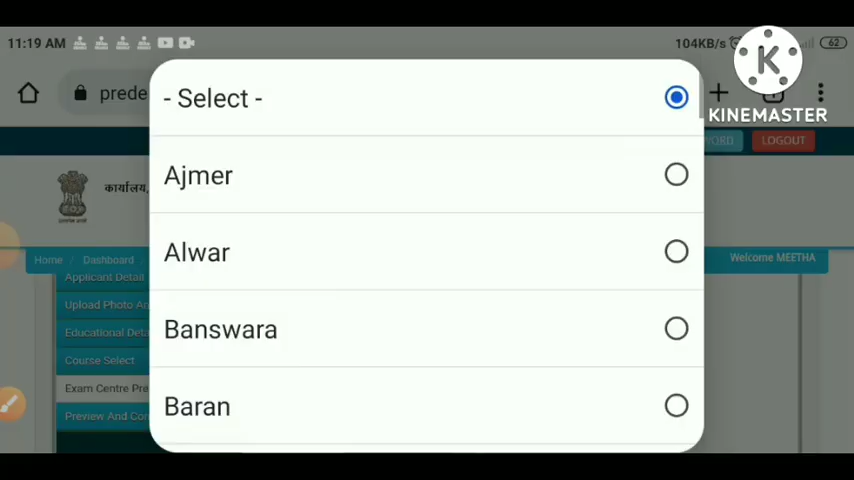 11:19 AM
104KB/s
62
KINEMASTER
prede
- Select -
Ajmer
Alwar
Banswara
Baran
LOGOUT
कार्यालय,
Home / Dashboard
Welcome MEETHA
Applicant Detail
Upload Photo An
Educational Deta
Course Select
Exam Centre Pre
Preview And Con